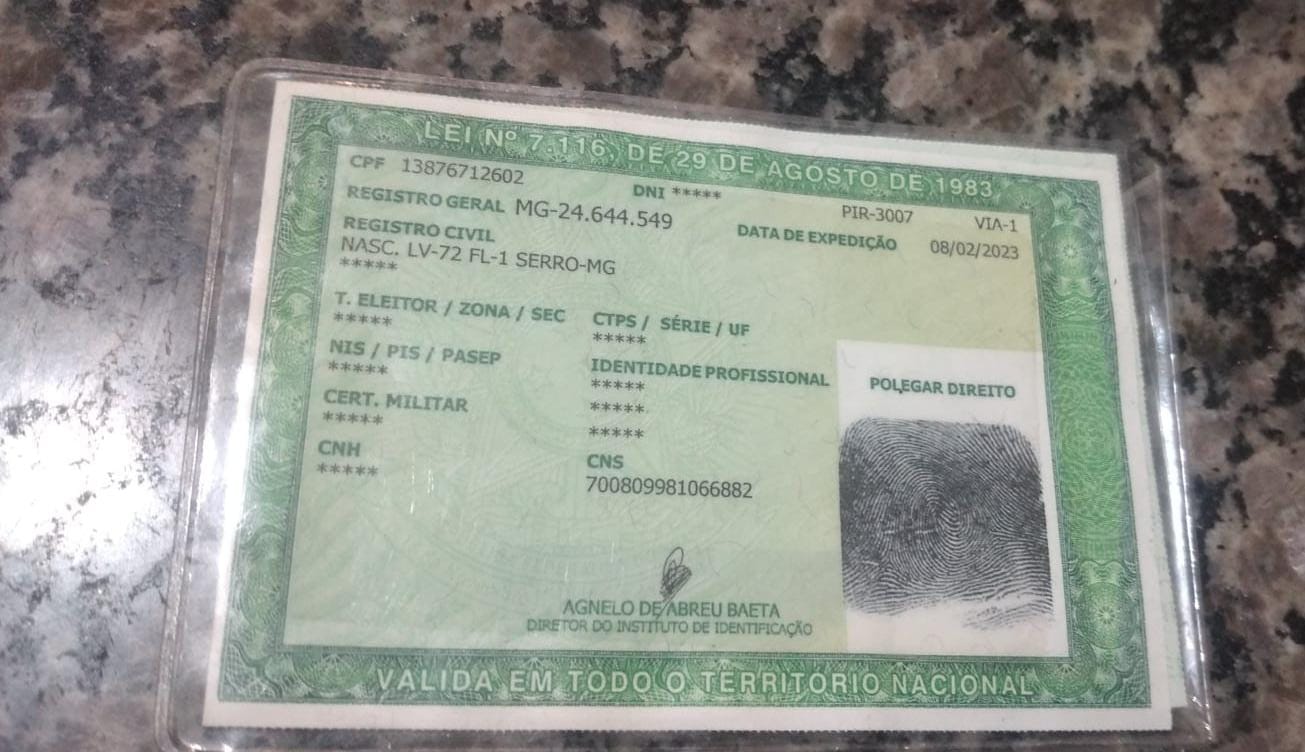 LEI Nº 7.116, DE 29 DE AGOSTO DE 1983
CPF 13876712602
DNI *****
REGISTRO GERAL MG-24.644.549
PIR-3007 VIA-1
REGISTRO CIVIL
DATA DE EXPEDIÇÃO 08/02/2023
NASC. LV-72 FL-1 SERRO-MG
*****
T. ELEITOR / ZONA / SEC
*****
CTPS / SÉRIE / UF
*****
NIS / PIS / PASEP
*****
IDENTIDADE PROFISSIONAL
*****
*****
*****
CERT. MILITAR
*****
CNH
*****
CNS
700809981066882
POLEGAR DIREITO
AGNELO DE ABREU BAETA
DIRETOR DO INSTITUTO DE IDENTIFICAÇÃO
VALIDA EM TODO O TERRITÓRIO NACIONAL